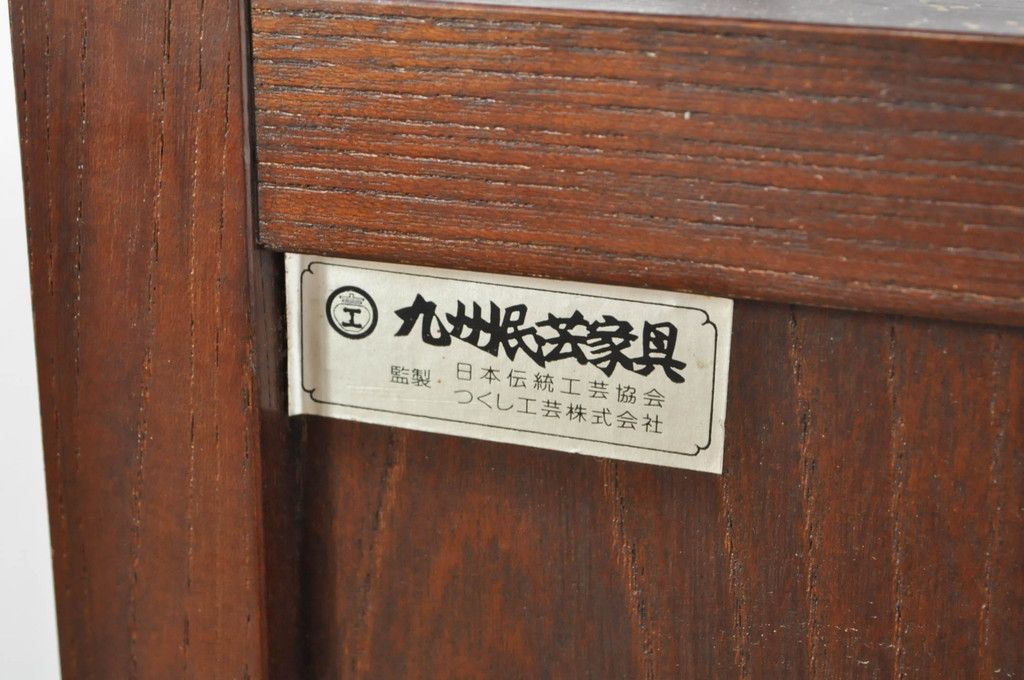 九州民芸家具
監製 日本伝統工芸協会
つくし工芸株式会社